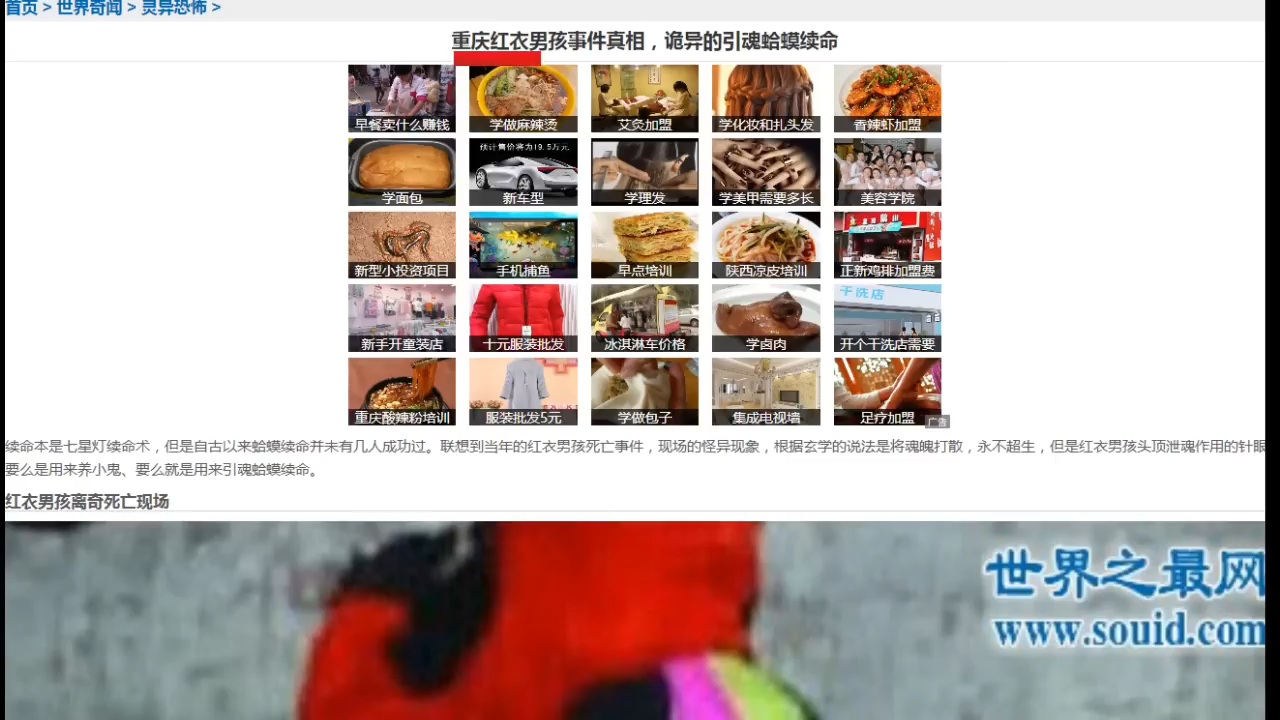 首页 > 世界奇闻 > 灵异恐怖 >
重庆红衣男孩事件真相，诡异的引魂蛤蟆续命
早餐卖什么赚钱 学做麻辣烫 艾灸加盟 学化妆和扎头发 香辣虾加盟
预计售价将为19.5万元
学面包 新车型 学理发 学美甲需要多长 美容学院
新型小投资项目 手机捕鱼 早点培训 陕西凉皮培训 正新鸡排加盟费
干洗店
新手开童装店 十元服装批发 冰淇淋车价格 学卤肉 开个干洗店需要
重庆酸辣粉培训 服装批发5元 学做包子 集成电视墙 足疗加盟
广告
续命本是七星灯续命术，但是自古以来蛤蟆续命并未有几人成功过。联想到当年的红衣男孩死亡事件，现场的怪异现象，根据玄学的说法是将魂魄打散，永不超生，但是红衣男孩头顶泄魂作用的针眼
要么是用来养小鬼、要么就是用来引魂蛤蟆续命。
红衣男孩离奇死亡现场
世界之最网
www.souid.com